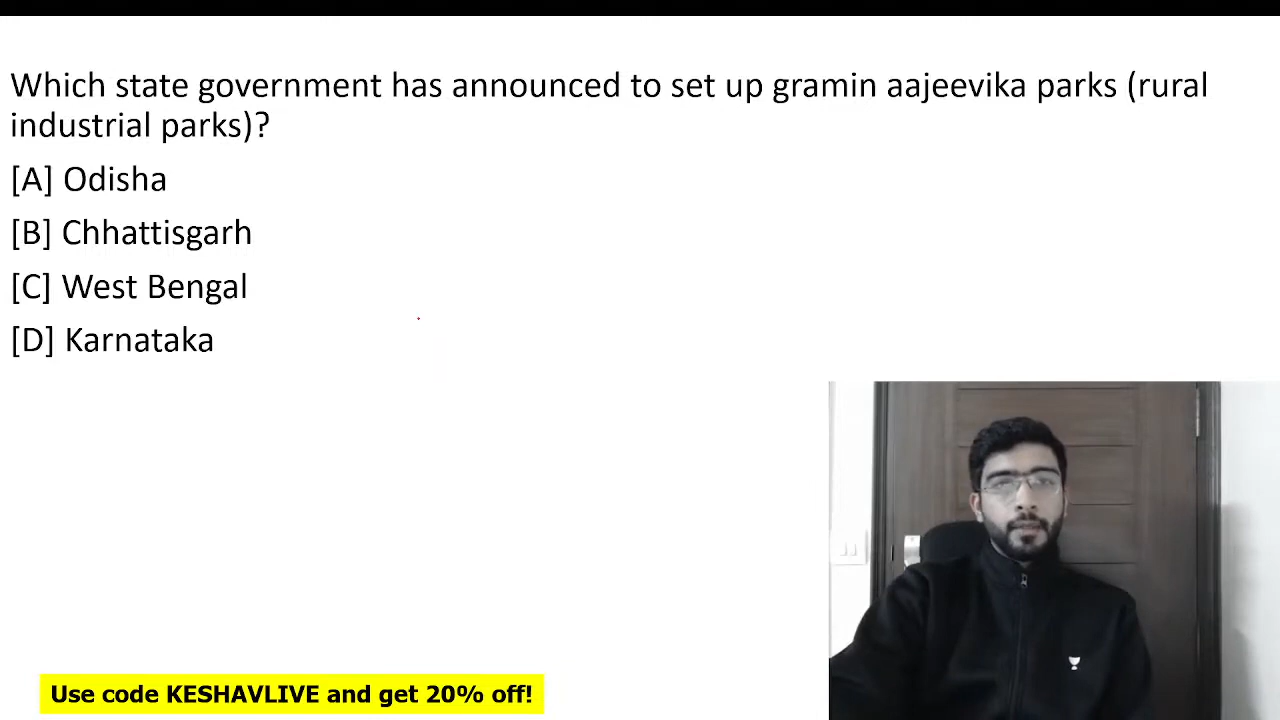 Which state government has announced to set up gramin aajeevika parks (rural
industrial parks)?
[A] Odisha
[B] Chhattisgarh
[C] West Bengal
[D] Karnataka
Use code KESHAVLIVE and get 20% off!